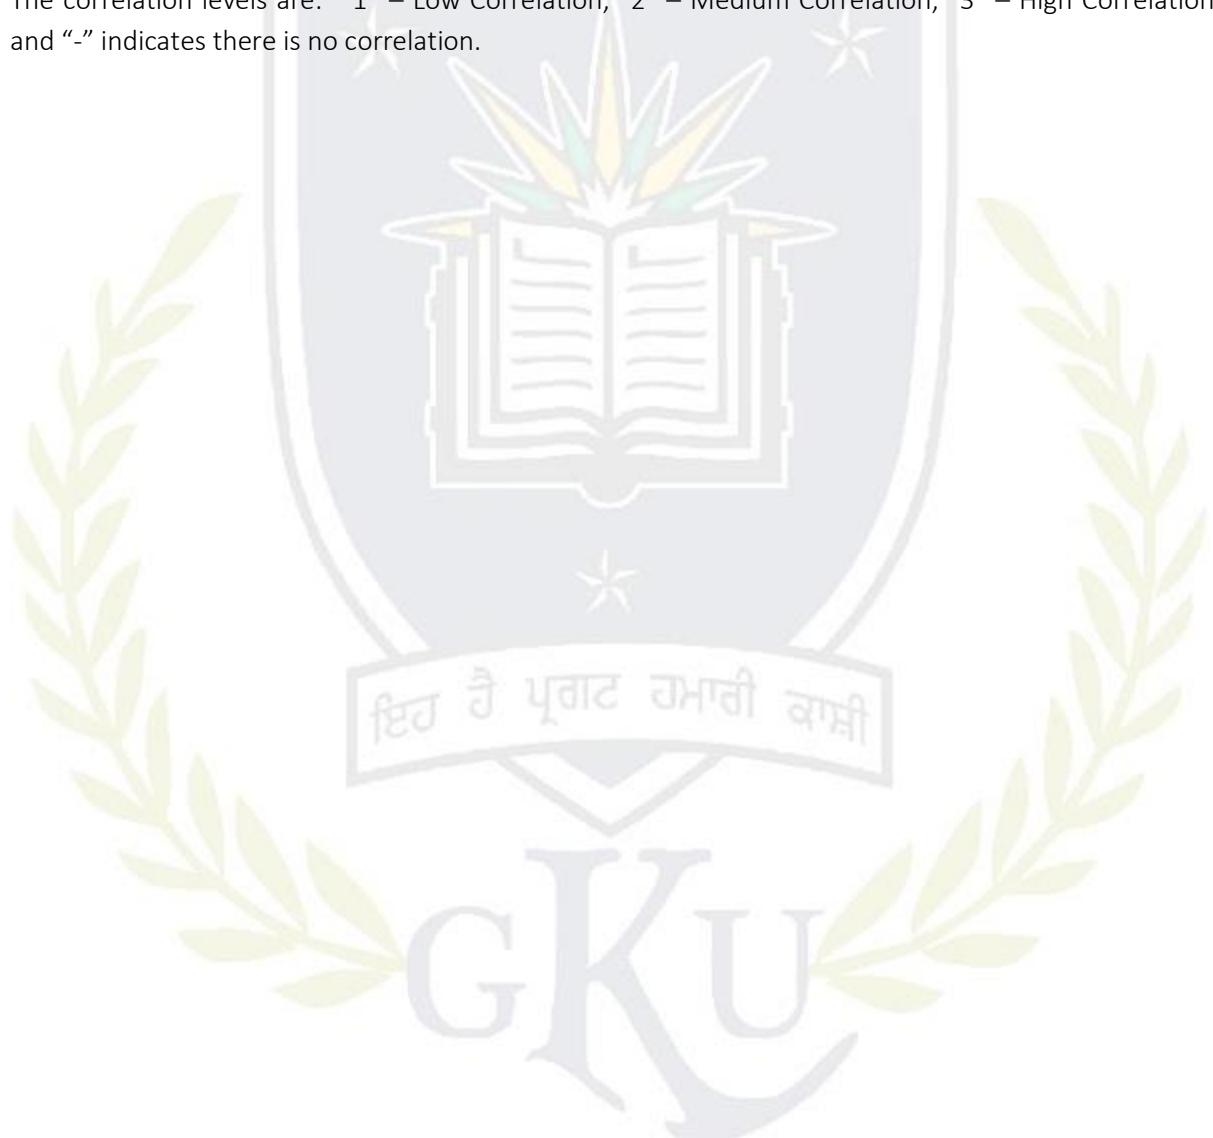 The correlation levels are: “1” – Low Correlation, “2” – Medium Correlation, “3” – High Correlation
and “-” indicates there is no correlation.
ਇਹ ਹੈ ਪ੍ਰਗਟ ਹਮਾਰੀ ਕਾਸ਼ੀ
GKU